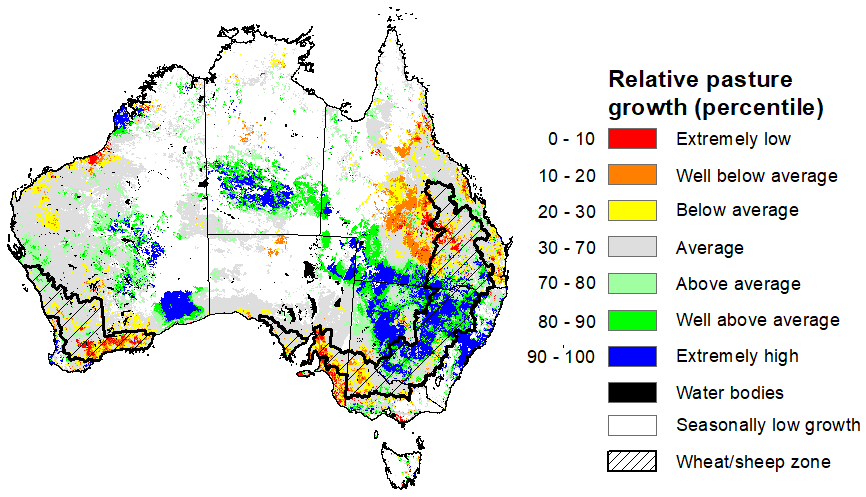 Relative pasture
growth (percentile)
0 - 10 Extremely low
10 - 20 Well below average
20 - 30 Below average
30 - 70 Average
70 - 80 Above average
80 - 90 Well above average
90 - 100 Extremely high
Water bodies
Seasonally low growth
Wheat/sheep zone